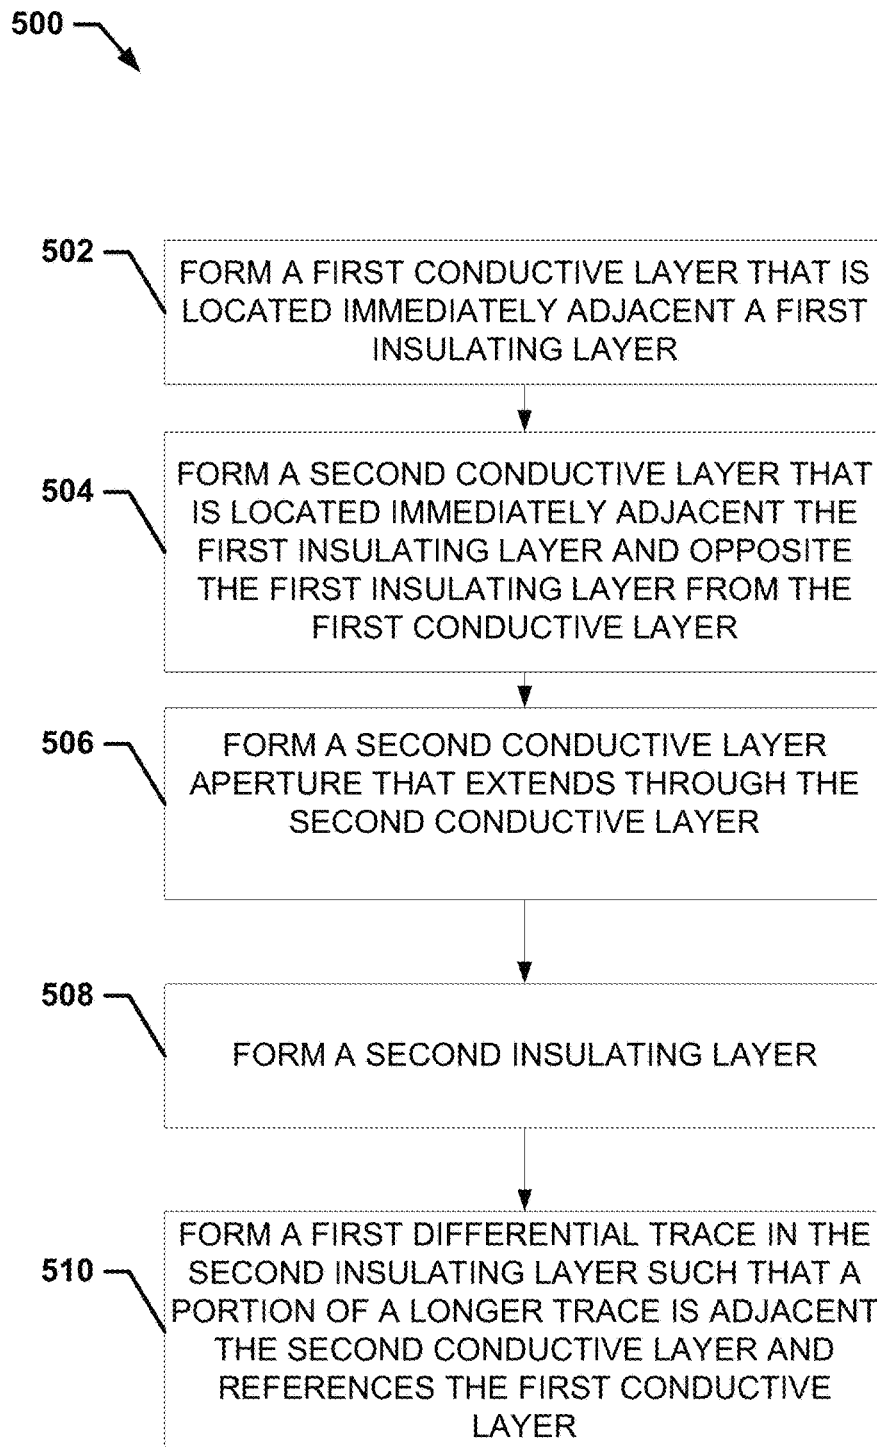 500
502
FORM A FIRST CONDUCTIVE LAYER THAT IS
LOCATED IMMEDIATELY ADJACENT A FIRST
INSULATING LAYER
504
FORM A SECOND CONDUCTIVE LAYER THAT
IS LOCATED IMMEDIATELY ADJACENT THE
FIRST INSULATING LAYER AND OPPOSITE
THE FIRST INSULATING LAYER FROM THE
FIRST CONDUCTIVE LAYER
506
FORM A SECOND CONDUCTIVE LAYER
APERTURE THAT EXTENDS THROUGH THE
SECOND CONDUCTIVE LAYER
508
FORM A SECOND INSULATING LAYER
510
FORM A FIRST DIFFERENTIAL TRACE IN THE
SECOND INSULATING LAYER SUCH THAT A
PORTION OF A LONGER TRACE IS ADJACENT
THE SECOND CONDUCTIVE LAYER AND
REFERENCES THE FIRST CONDUCTIVE
LAYER